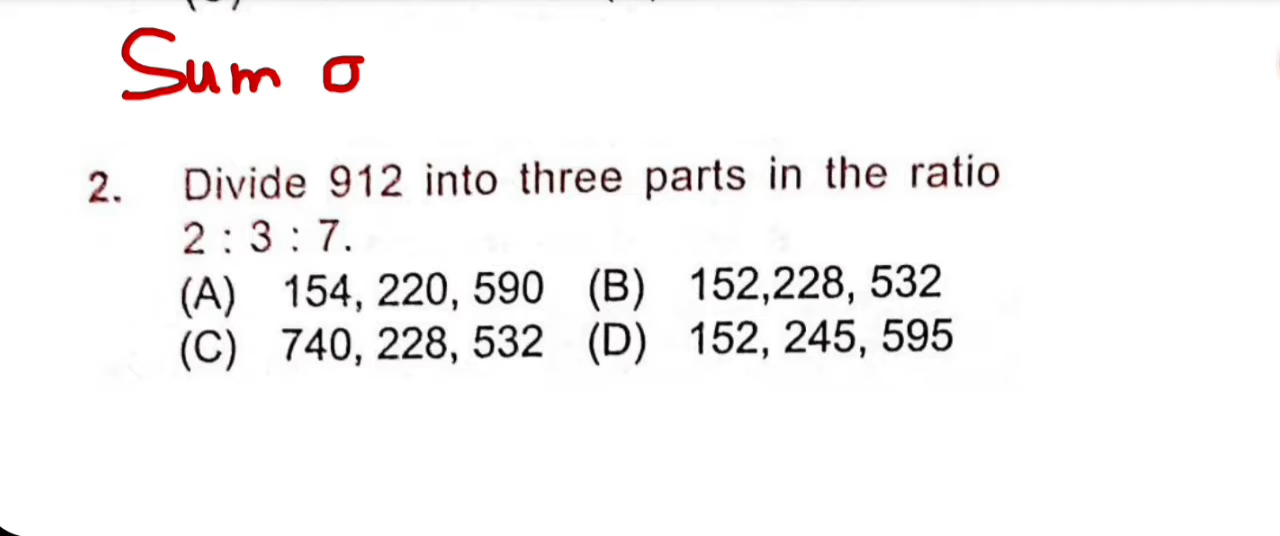 Sum σ
2. Divide 912 into three parts in the ratio
2 : 3 : 7.
(A) 154, 220, 590 (B) 152,228, 532
(C) 740, 228, 532 (D) 152, 245, 595